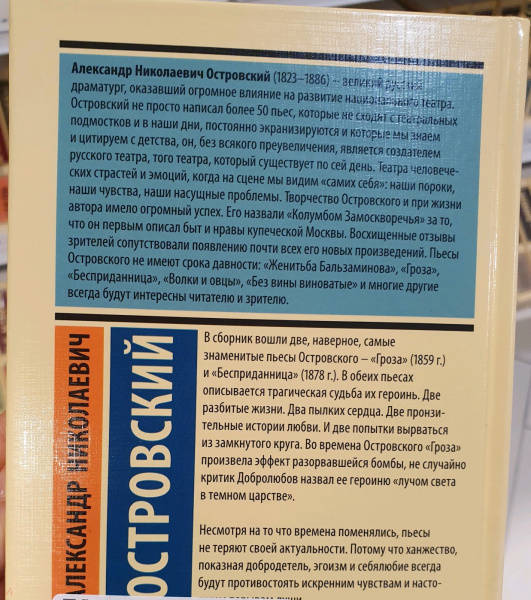 Александр Николаевич Островский (1823–1886) – великий русский
драматург, оказавший огромное влияние на развитие национального театра.
Островский не просто написал более 50 пьес, которые не сходят с театральных
подмостков и в наши дни, постоянно экранизируются и которые мы знаем
и цитируем с детства, он, без всякого преувеличения, является создателем
русского театра, того театра, который существует по сей день. Театра человече-
ских страстей и эмоций, когда на сцене мы видим «самих себя»: наши пороки,
наши чувства, наши насущные проблемы. Творчество Островского и при жизни
автора имело огромный успех. Его назвали «Колумбом Замоскворечья» за то,
что он первым описал быт и нравы купеческой Москвы. Восхищенные отзывы
зрителей сопутствовали появлению почти всех его новых произведений. Пьесы
Островского не имеют срока давности: «Женитьба Бальзаминова», «Гроза»,
«Бесприданница», «Волки и овцы», «Без вины виноватые» и многие другие
всегда будут интересны читателю и зрителю.
АЛЕКСАНДР НИКОЛАЕВИЧ
ОСТРОВСКИЙ
В сборник вошли две, наверное, самые
знаменитые пьесы Островского – «Гроза» (1859 г.)
и «Бесприданница» (1878 г.). В обеих пьесах
описывается трагическая судьба их героинь. Две
разбитые жизни. Два пылких сердца. Две пронзи-
тельные истории любви. И две попытки вырваться
из замкнутого круга. Во времена Островского «Гроза»
произвела эффект разорвавшейся бомбы, не случайно
критик Добролюбов назвал ее героиню «лучом света
в темном царстве».
Несмотря на то что времена поменялись, пьесы
не теряют своей актуальности. Потому что ханжество,
показная добродетель, эгоизм и себялюбие всегда
будут противостоять искренним чувствам и насто-